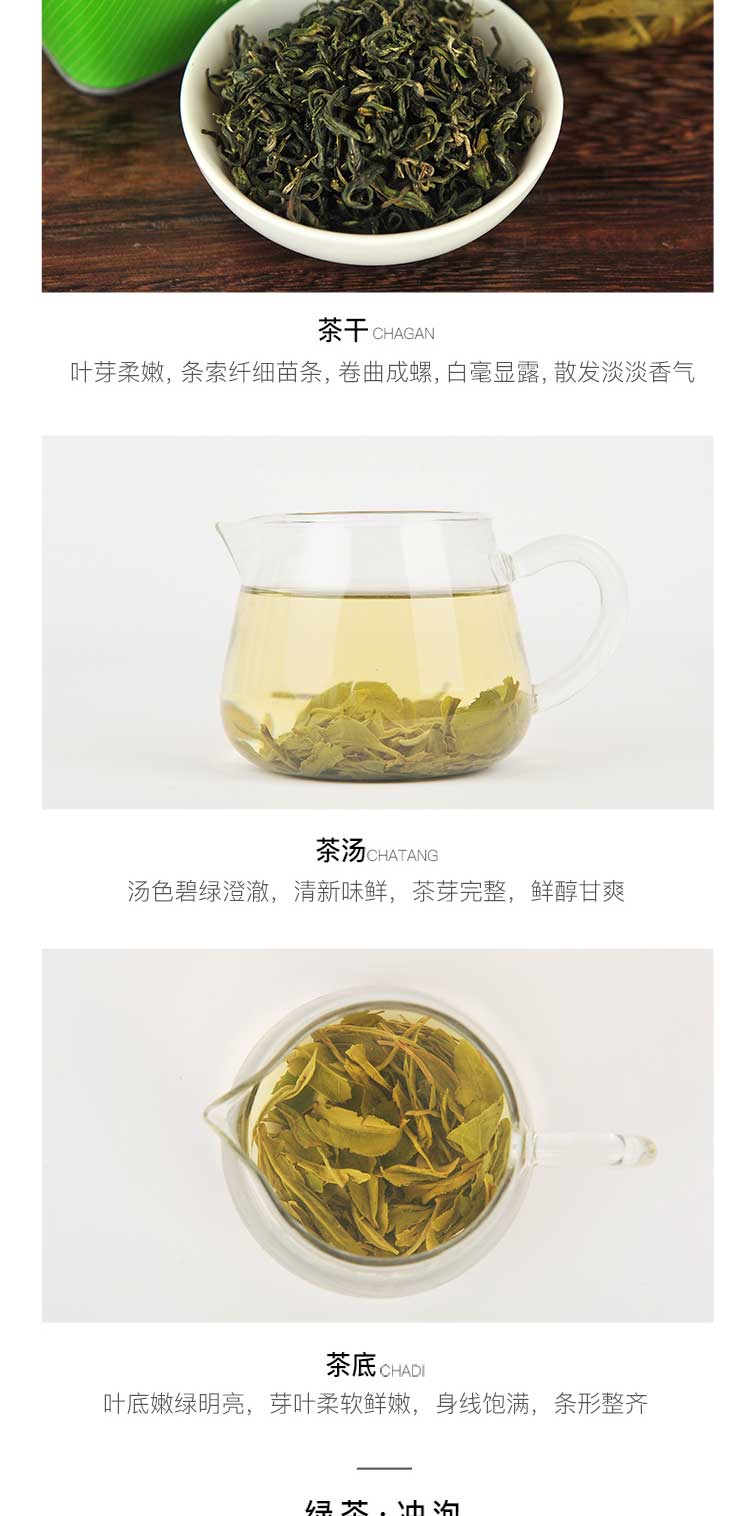 茶干 CHAGAN
叶芽柔嫩, 条索纤细苗条, 卷曲成螺, 白毫显露, 散发淡淡香气
茶汤CHATANG
汤色碧绿澄澈, 清新味鲜, 茶芽完整, 鲜醇甘爽
茶底CHADI
叶底嫩绿明亮, 芽叶柔软鲜嫩, 身线饱满, 条形整齐
绿茶·冲泡